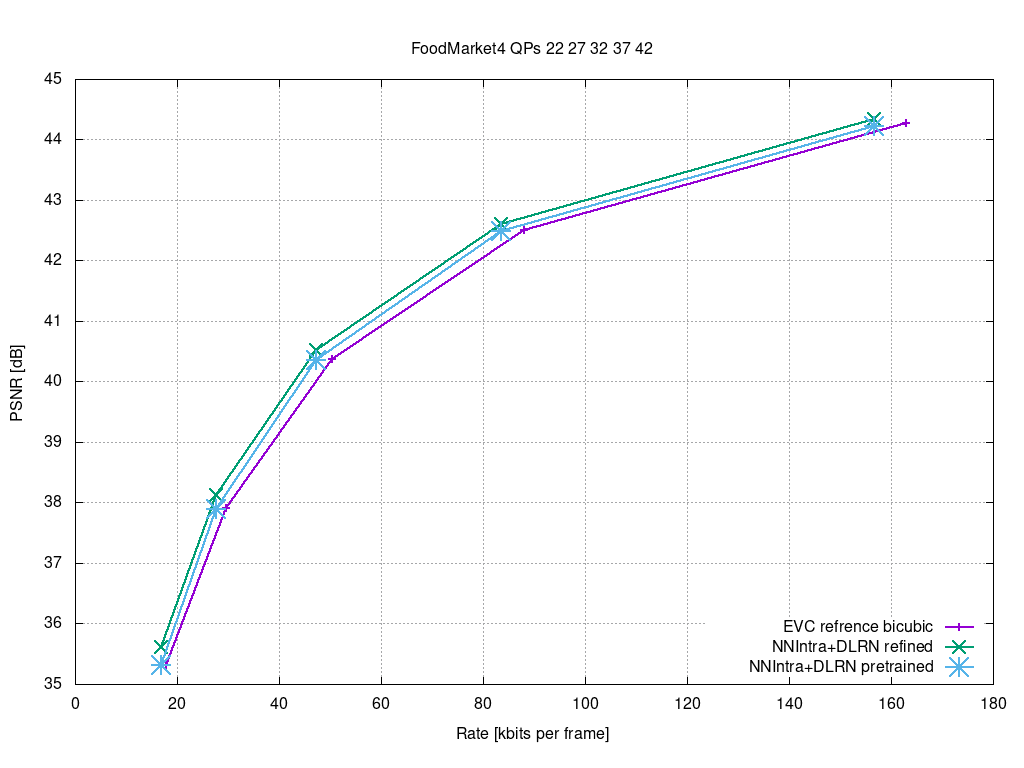 FoodMarket4 QPs 22 27 32 37 42
45
44
43
42
41
40
39
38
37
36
35
PSNR [dB]
EVC refrence bicubic
NNIntra+DLRN refined
NNIntra+DLRN pretrained
0 20 40 60 80 100 120 140 160 180
Rate [kbits per frame]